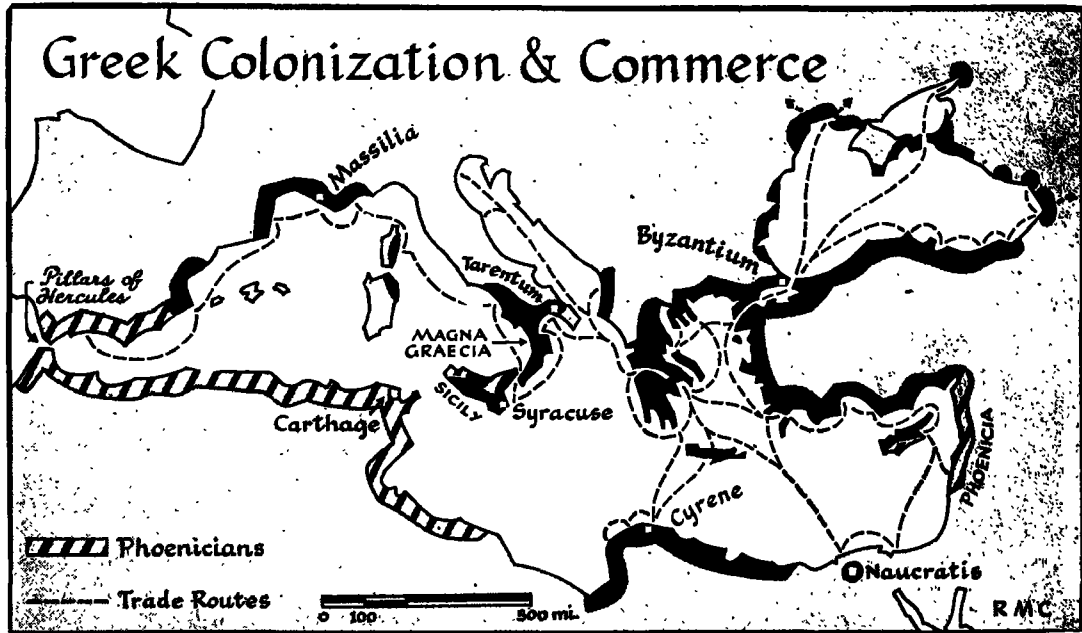 Greek Colonization & Commerce
Massilia
Byzantium
Pillars of
Hercules
Tarentum
MAGNA
GRAECIA
SICILY
Syracuse
Carthage
PHOENICIA
Cyrene
Phoenicians
Naucratis
Trade Routes
0 100 500 mi.
RMC